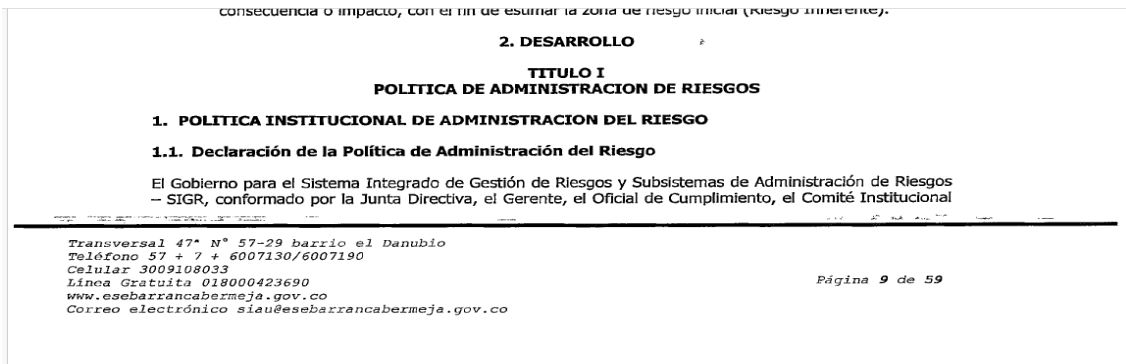 consecuencia o impacto, con el fin de estimar la zona de riesgo inicial (Riesgo Inherente).
2. DESARROLLO
TITULO I
POLITICA DE ADMINISTRACION DE RIESGOS
1. POLITICA INSTITUCIONAL DE ADMINISTRACION DEL RIESGO
1.1. Declaración de la Política de Administración del Riesgo
El Gobierno para el Sistema Integrado de Gestión de Riesgos y Subsistemas de Administración de Riesgos
– SIGR, conformado por la Junta Directiva, el Gerente, el Oficial de Cumplimiento, el Comité Institucional
Transversal 47ª N° 57-29 barrio el Danubio
Teléfono 57 + 7 + 6007130/6007190
Celular 3009108033
Línea Gratuita 018000423690
Página 9 de 59
www.esebarrancabermeja.gov.co
Correo electrónico siau@esebarrancabermeja.gov.co